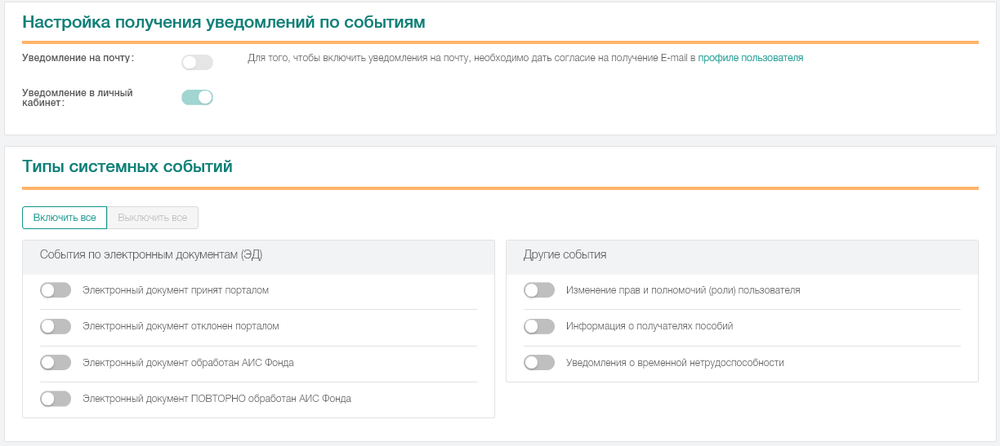 Настройка получения уведомлений по событиям
Уведомление на почту:
Для того, чтобы включить уведомления на почту, необходимо дать согласие на получение E-mail в профиле пользователя
Уведомление в личный
кабинет:
Типы системных событий
Включить все
Выключить все
События по электронным документам (ЭД)
Электронный документ принят порталом
Электронный документ отклонен порталом
Электронный документ обработан АИС Фонда
Электронный документ ПОВТОРНО обработан АИС Фонда
Другие события
Изменение прав и полномочий (роли) пользователя
Информация о получателях пособий
Уведомления о временной нетрудоспособности